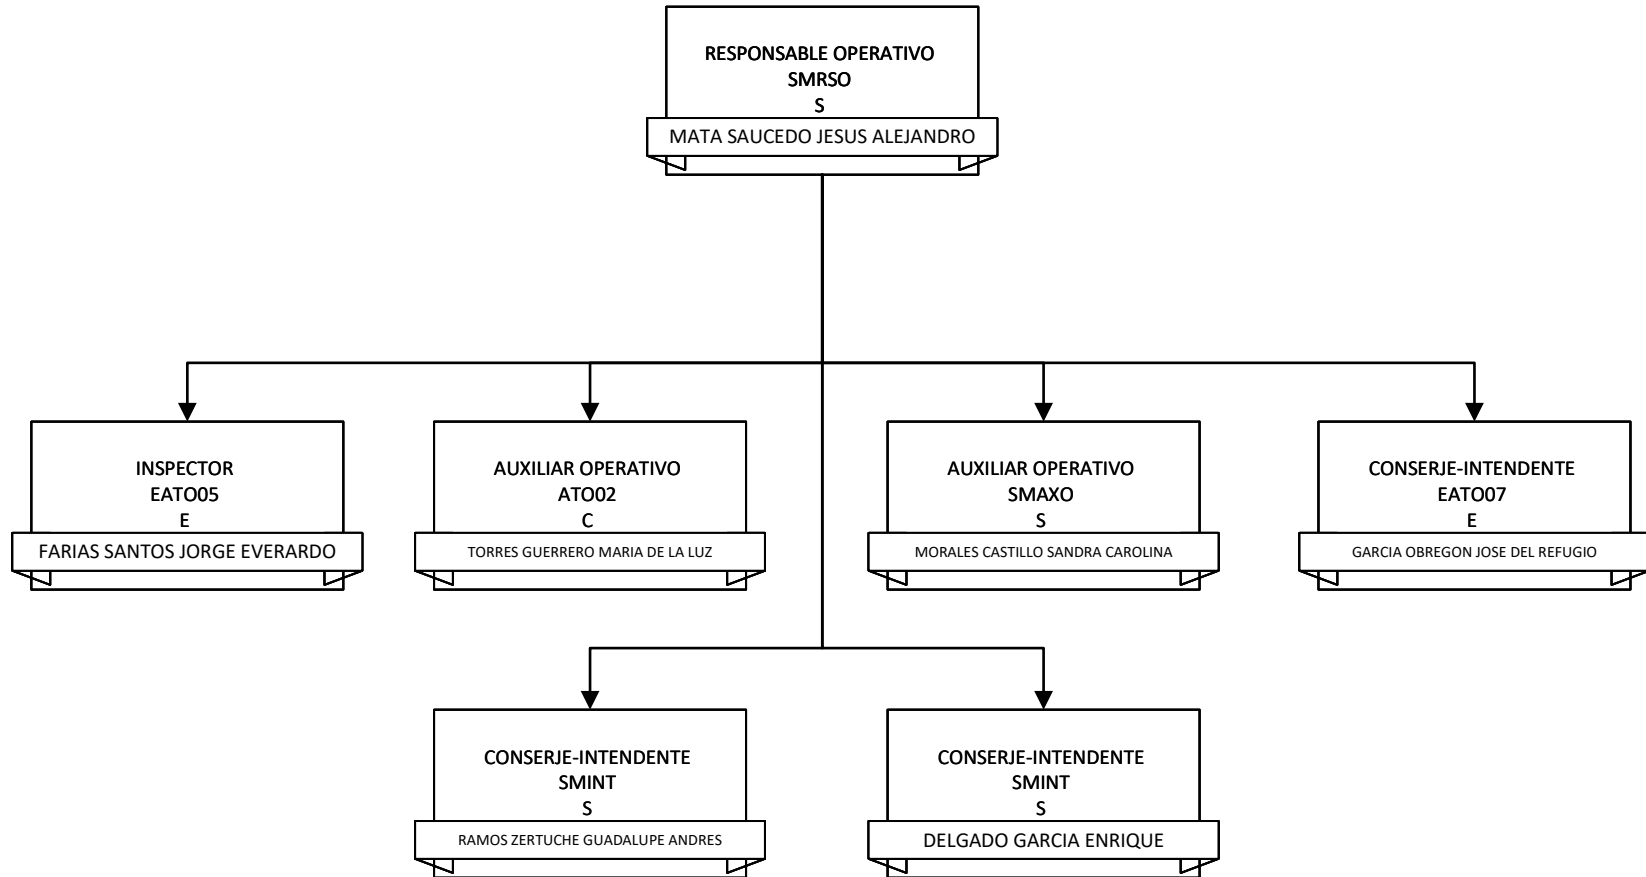 RESPONSABLE OPERATIVO
SMRSO
S
MATA SAUCEDO JESUS ALEJANDRO
INSPECTOR
EATO05
E
FARIAS SANTOS JORGE EVERARDO
AUXILIAR OPERATIVO
ATO02
C
TORRES GUERRERO MARIA DE LA LUZ
AUXILIAR OPERATIVO
SMAXO
S
MORALES CASTILLO SANDRA CAROLINA
CONSERJE-INTENDENTE
EATO07
E
GARCIA OBREGON JOSE DEL REFUGIO
CONSERJE-INTENDENTE
SMINT
S
RAMOS ZERTUCHE GUADALUPE ANDRES
CONSERJE-INTENDENTE
SMINT
S
DELGADO GARCIA ENRIQUE